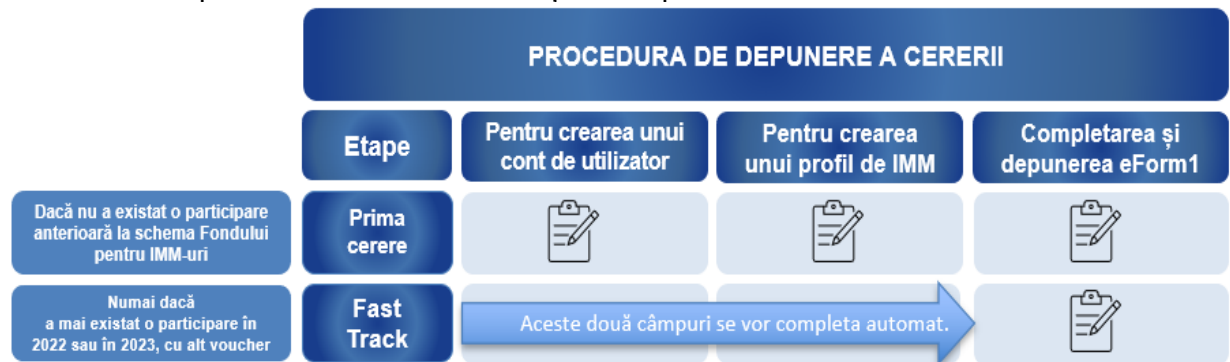 PROCEDURA DE DEPUNERE A CERERII
Etape
Pentru crearea unui
cont de utilizator
Pentru crearea
unui profil de IMM
Completarea și
depunerea eForm1
Dacă nu a existat o participare
anterioară la schema Fondului
pentru IMM-uri
Prima
cerere
Numai dacă
a mai existat o participare în
2022 sau în 2023, cu alt voucher
Fast
Track
Aceste două câmpuri se vor completa automat.